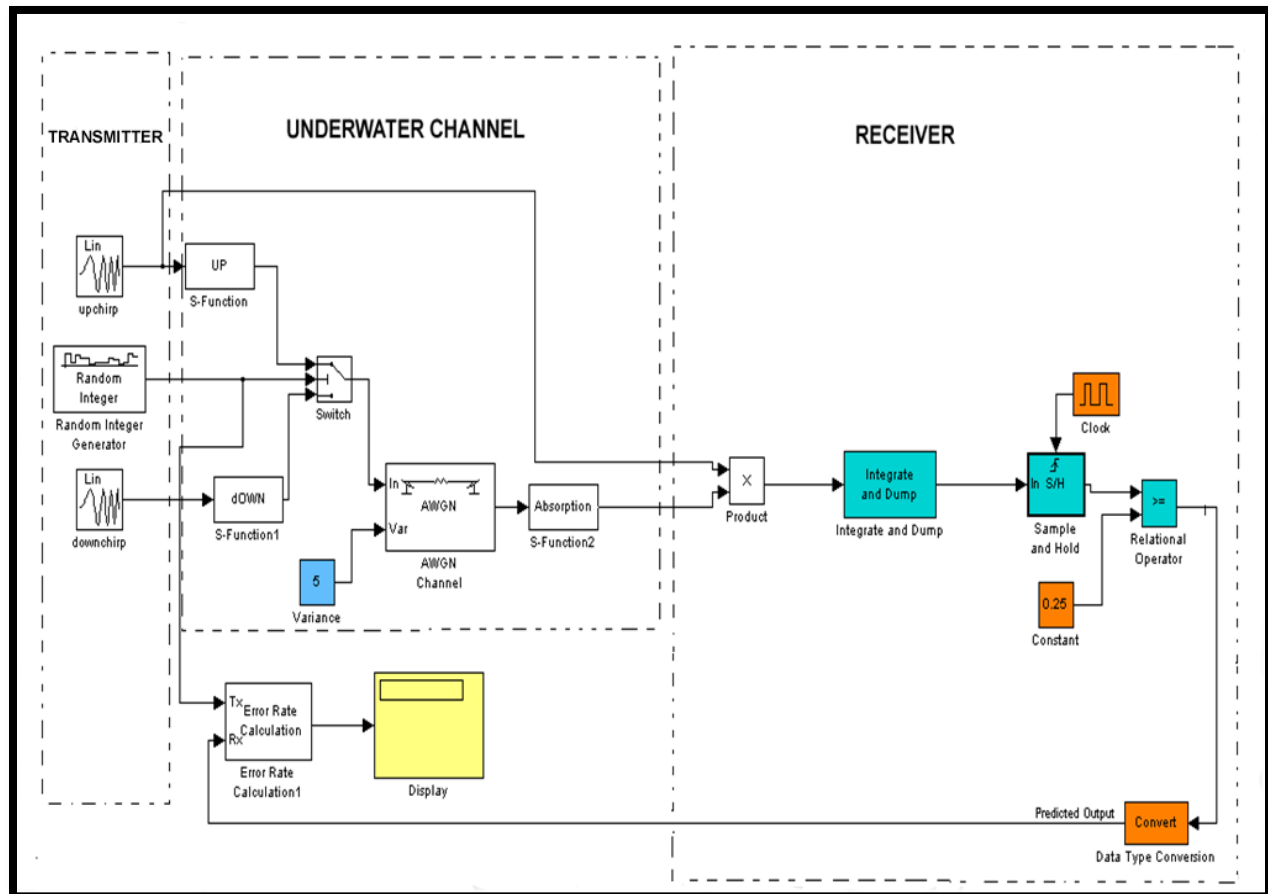 TRANSMITTER
UNDERWATER CHANNEL
RECEIVER
Lin
upchirp
UP
S-Function
Random
Integer
Random Integer
Generator
Switch
Lin
downchirp
dOWN
S-Function1
In
AWGN
Var
AWGN
Channel
5
Variance
Absorption
S-Function2
X
Product
Integrate
and Dump
Integrate and Dump
Clock
In S/H
Sample
and Hold
>=
Relational
Operator
0.25
Constant
Tx
Error Rate
Calculation
Rx
Error Rate
Calculation1
Display
Predicted Output
Convert
Data Type Conversion